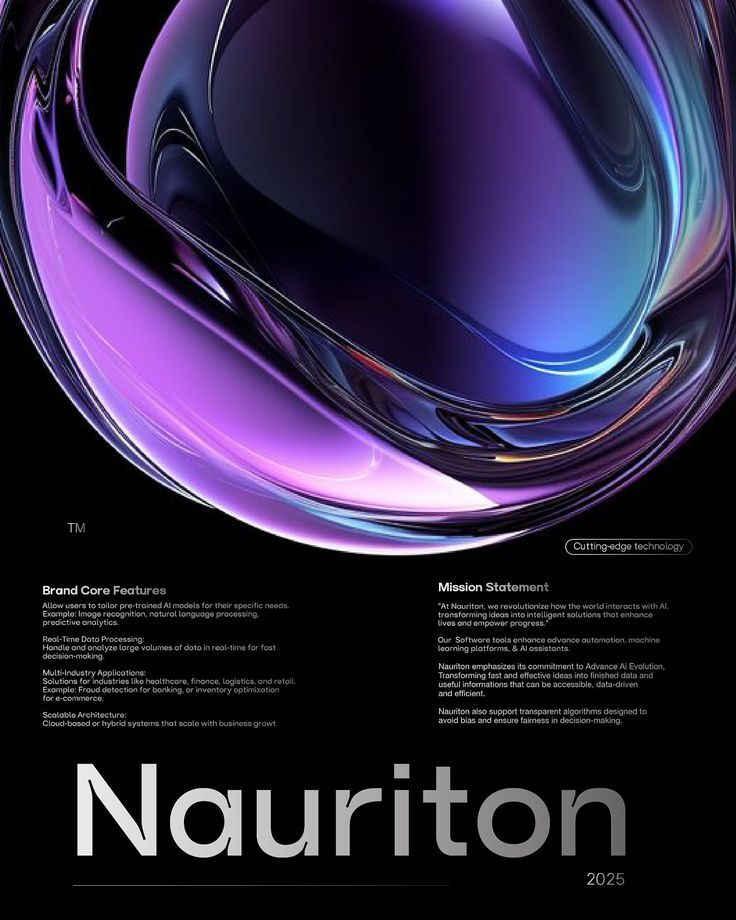 TM
Cutting-edge technology
Brand Core Features
Allow users to tailor pre-trained AI models for their specific needs.
Example: Image recognition, natural language processing,
predictive analytics.
Real-Time Data Processing:
Handle and analyze large volumes of data in real-time for fast
decision-making.
Multi-Industry Applications:
Solutions for industries like healthcare, finance, logistics, and retail.
Example: Fraud detection for banking, or inventory optimization
for e-commerce.
Scalable Architecture:
Cloud-based or hybrid systems that scale with business growt
Mission Statement
"At Nauriton, we revolutionize how the world interacts with AI,
transforming ideas into intelligent solutions that enhance
lives and empower progress."
Our Software tools enhance advance automation, machine
learning platforms, & AI assistants.
Nauriton emphasizes its commitment to Advance Ai Evolution,
Transforming fast and effective ideas into finished data and
useful informations that can be accessible, data-driven
and efficient.
Nauriton also support transparent algorithms designed to
avoid bias and ensure fairness in decision-making.
Nauriton
2025